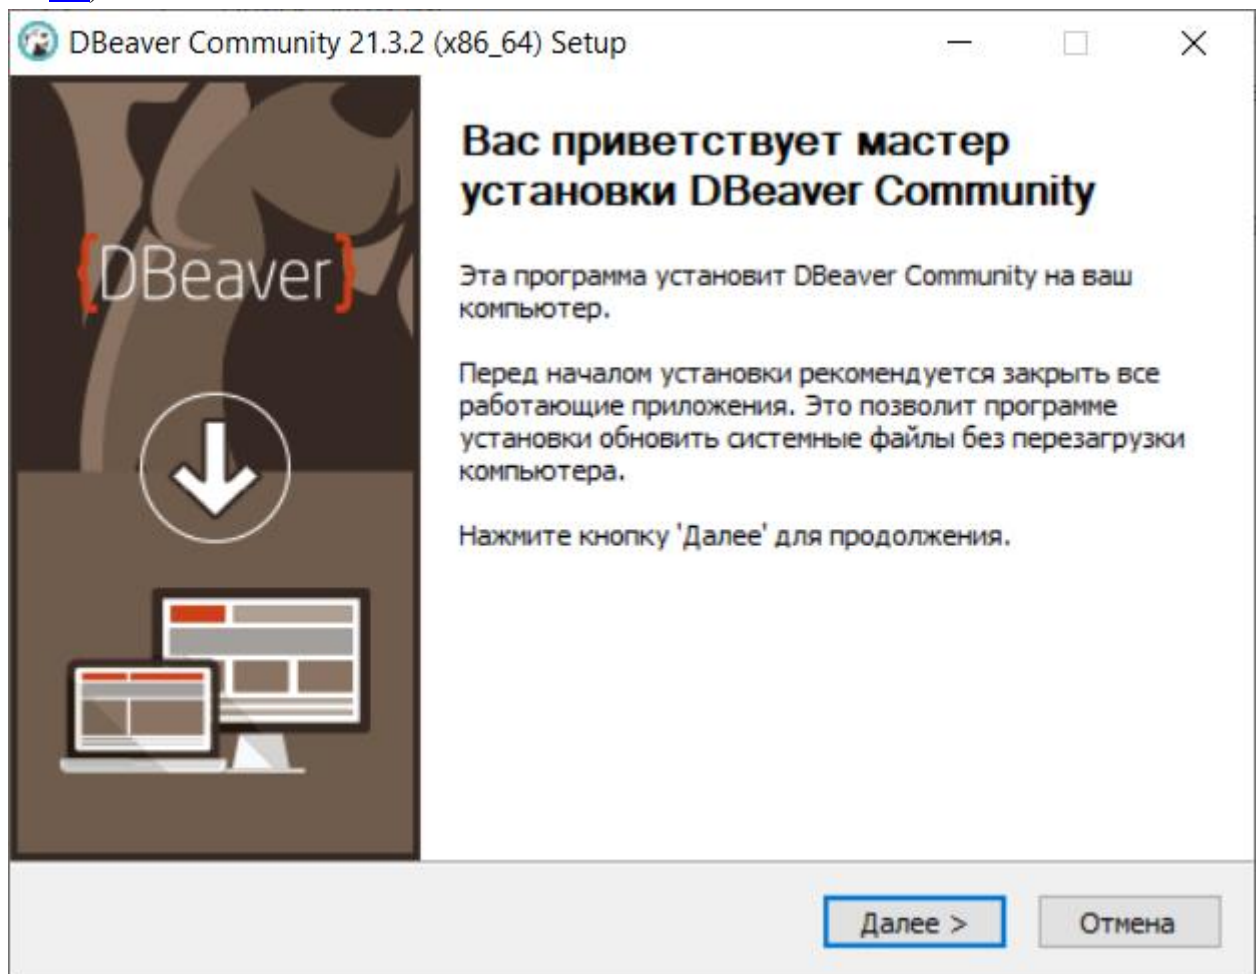 DBeaver Community 21.3.2 (x86_64) Setup
Вас приветствует мастер
установки DBeaver Community
{DBeaver}
Эта программа установит DBeaver Community на ваш
компьютер.
Перед началом установки рекомендуется закрыть все
работающие приложения. Это позволит программе
установки обновить системные файлы без перезагрузки
компьютера.
Нажмите кнопку 'Далее' для продолжения.
Далее >
Отмена